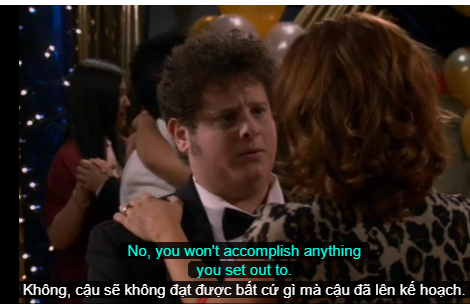 No, you won't accomplish anything
you set out to.
Không, cậu sẽ không đạt được bất cứ gì mà cậu đã lên kế hoạch.